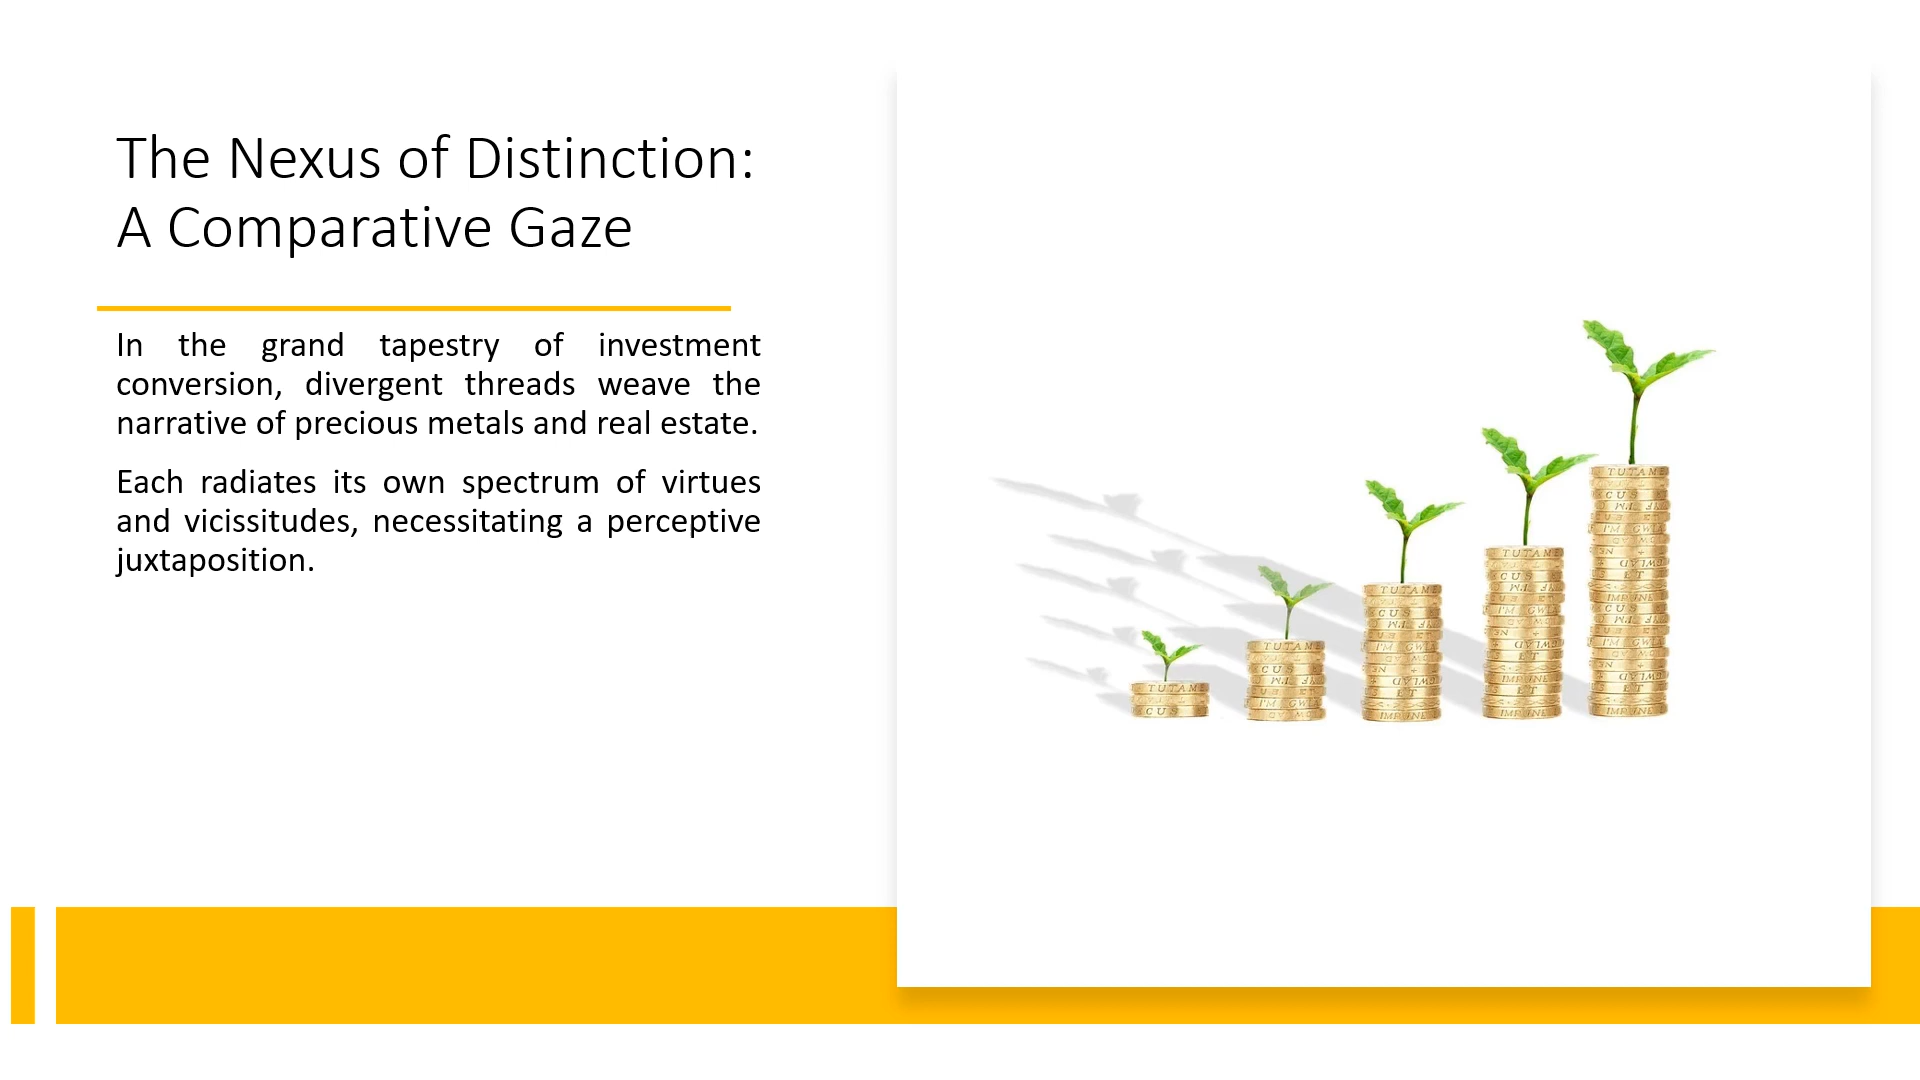 The Nexus of Distinction:
A Comparative Gaze
In the grand tapestry of investment
conversion, divergent threads weave the
narrative of precious metals and real estate.
Each radiates its own spectrum of virtues
and vicissitudes, necessitating a perceptive
juxtaposition.